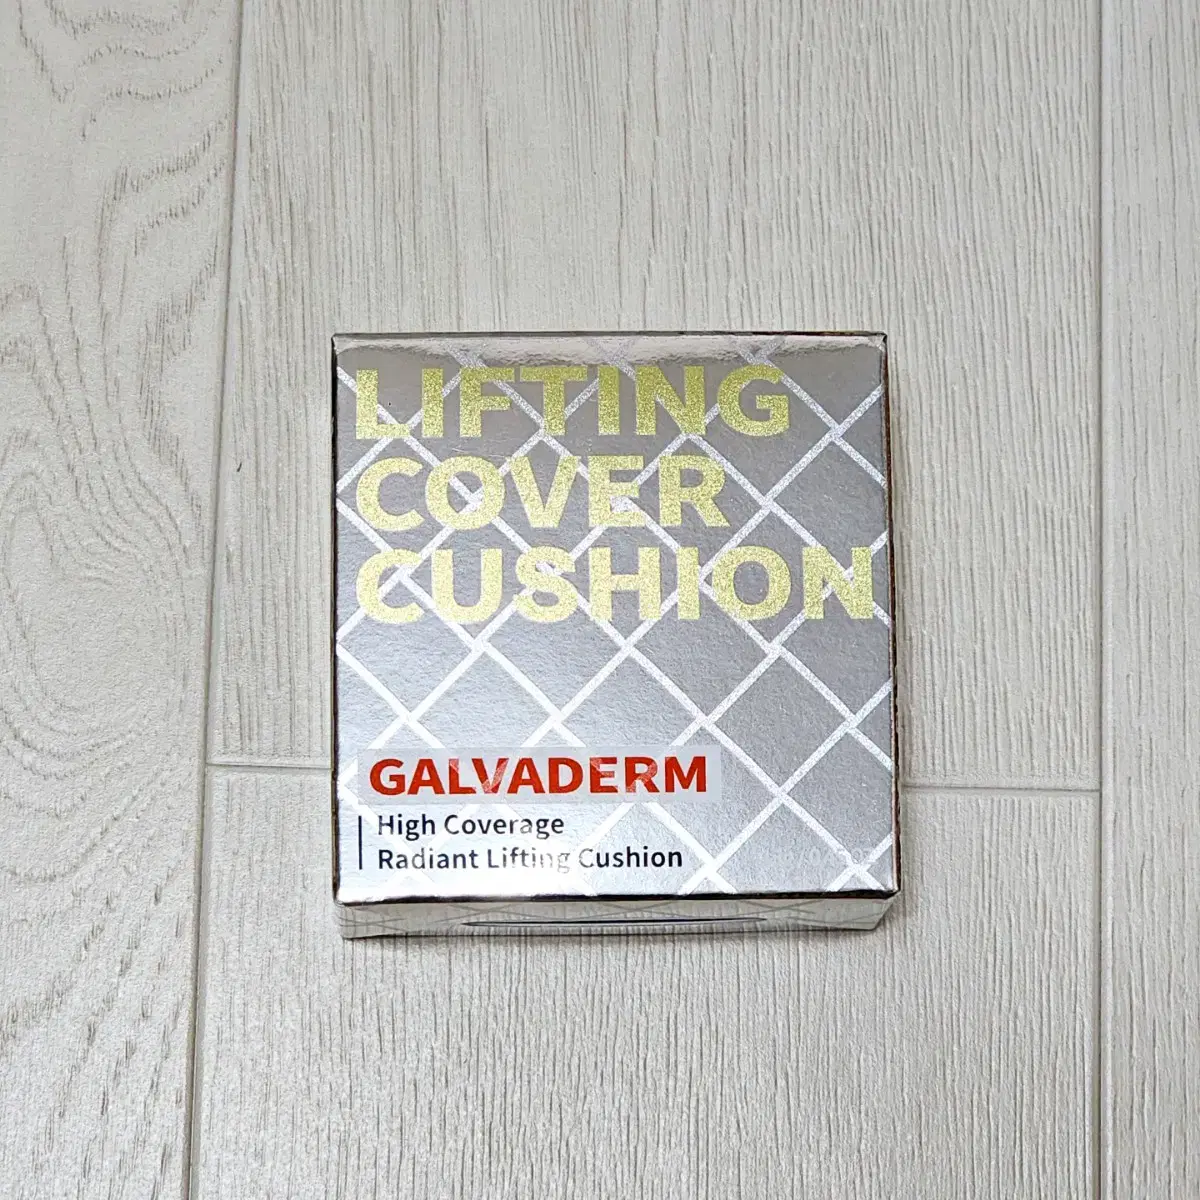 LIFTING
COVER
CUSHION
GALVADERM
High Coverage
Radiant Lifting Cushion